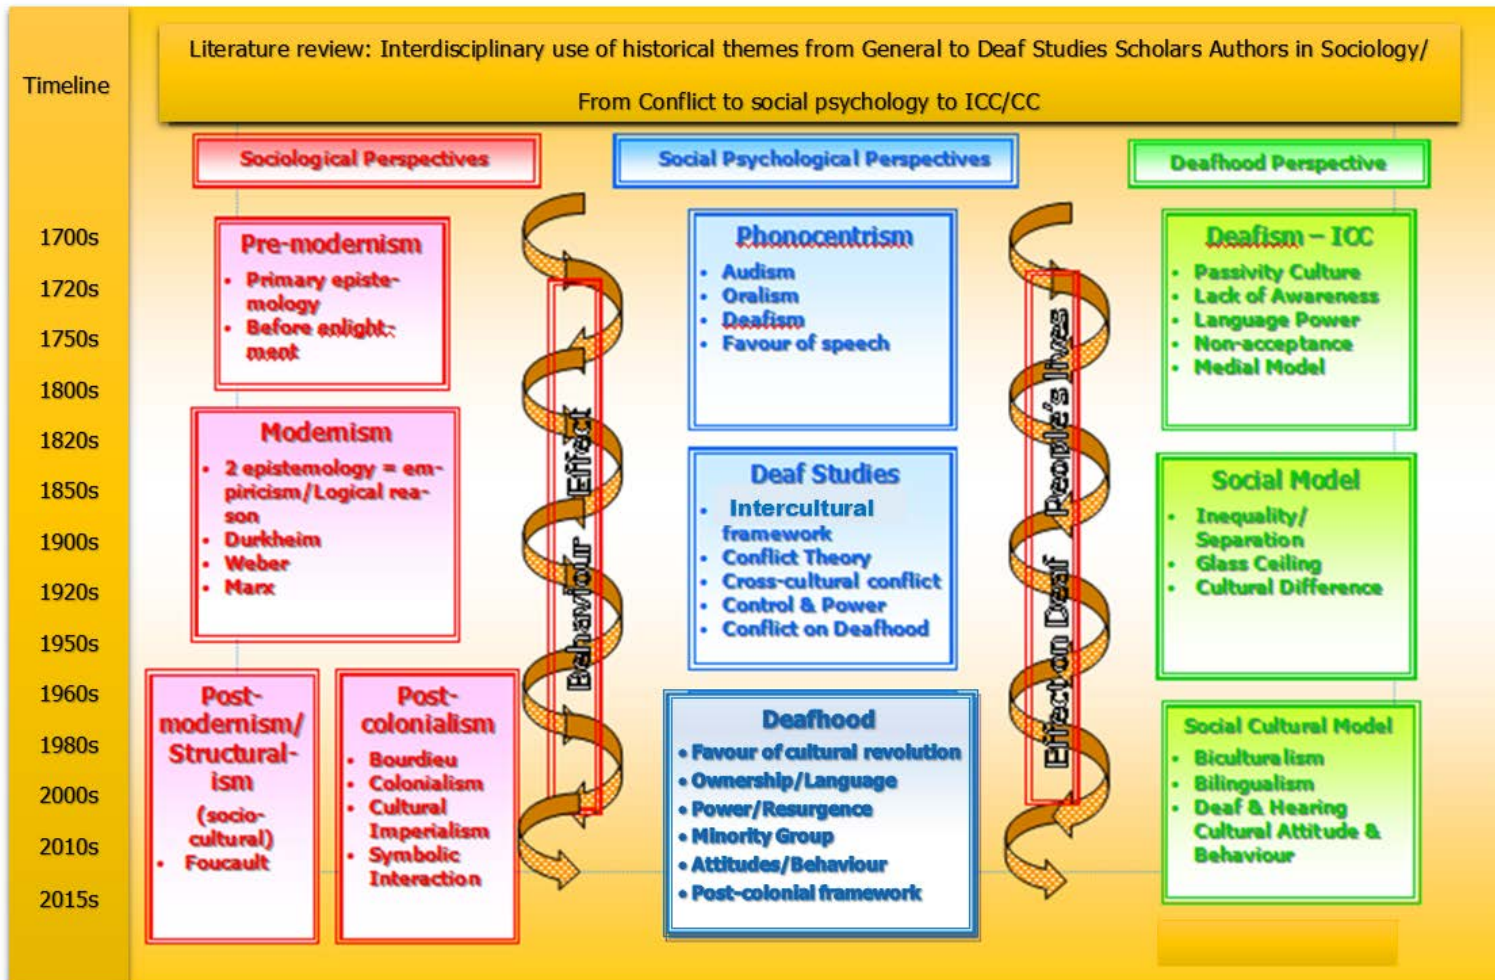 Literature review: Interdisciplinary use of historical themes from General to Deaf Studies Scholars Authors in Sociology/
From Conflict to social psychology to ICC/CC
Timeline
1700s
1720s
1750s
1800s
1820s
1850s
1900s
1920s
1950s
1960s
1980s
2000s
2010s
2015s
Sociological Perspectives
Pre-modernism
• Primary episte-
mology
• Before enlight-
ment
Modernism
• 2 epistemology = em-
piricism/Logical rea-
son
• Durkheim
• Weber
• Marx
Post-
modernism/
Structural-
ism
(socio-
cultural)
• Foucault
Post-
colonialism
• Bourdieu
• Colonialism
• Cultural
Imperialism
• Symbolic
Interaction
Behaviour Effect
Social Psychological Perspectives
Phonocentrism
• Audism
• Oralism
• Deafism
• Favour of speech
Deaf Studies
• Intercultural
framework
• Conflict Theory
• Cross-cultural conflict
• Control & Power
• Conflict on Deafhood
Deafhood
• Favour of cultural revolution
• Ownership/Language
• Power/Resurgence
• Minority Group
• Attitudes/Behaviour
• Post-colonial framework
Effect on Deaf People's lives
Deafhood Perspective
Deafism – ICC
• Passivity Culture
• Lack of Awareness
• Language Power
• Non-acceptance
• Medial Model
Social Model
• Inequality/
Separation
• Glass Ceiling
• Cultural Difference
Social Cultural Model
• Biculturalism
• Bilingualism
• Deaf & Hearing
Cultural Attitude &
Behaviour